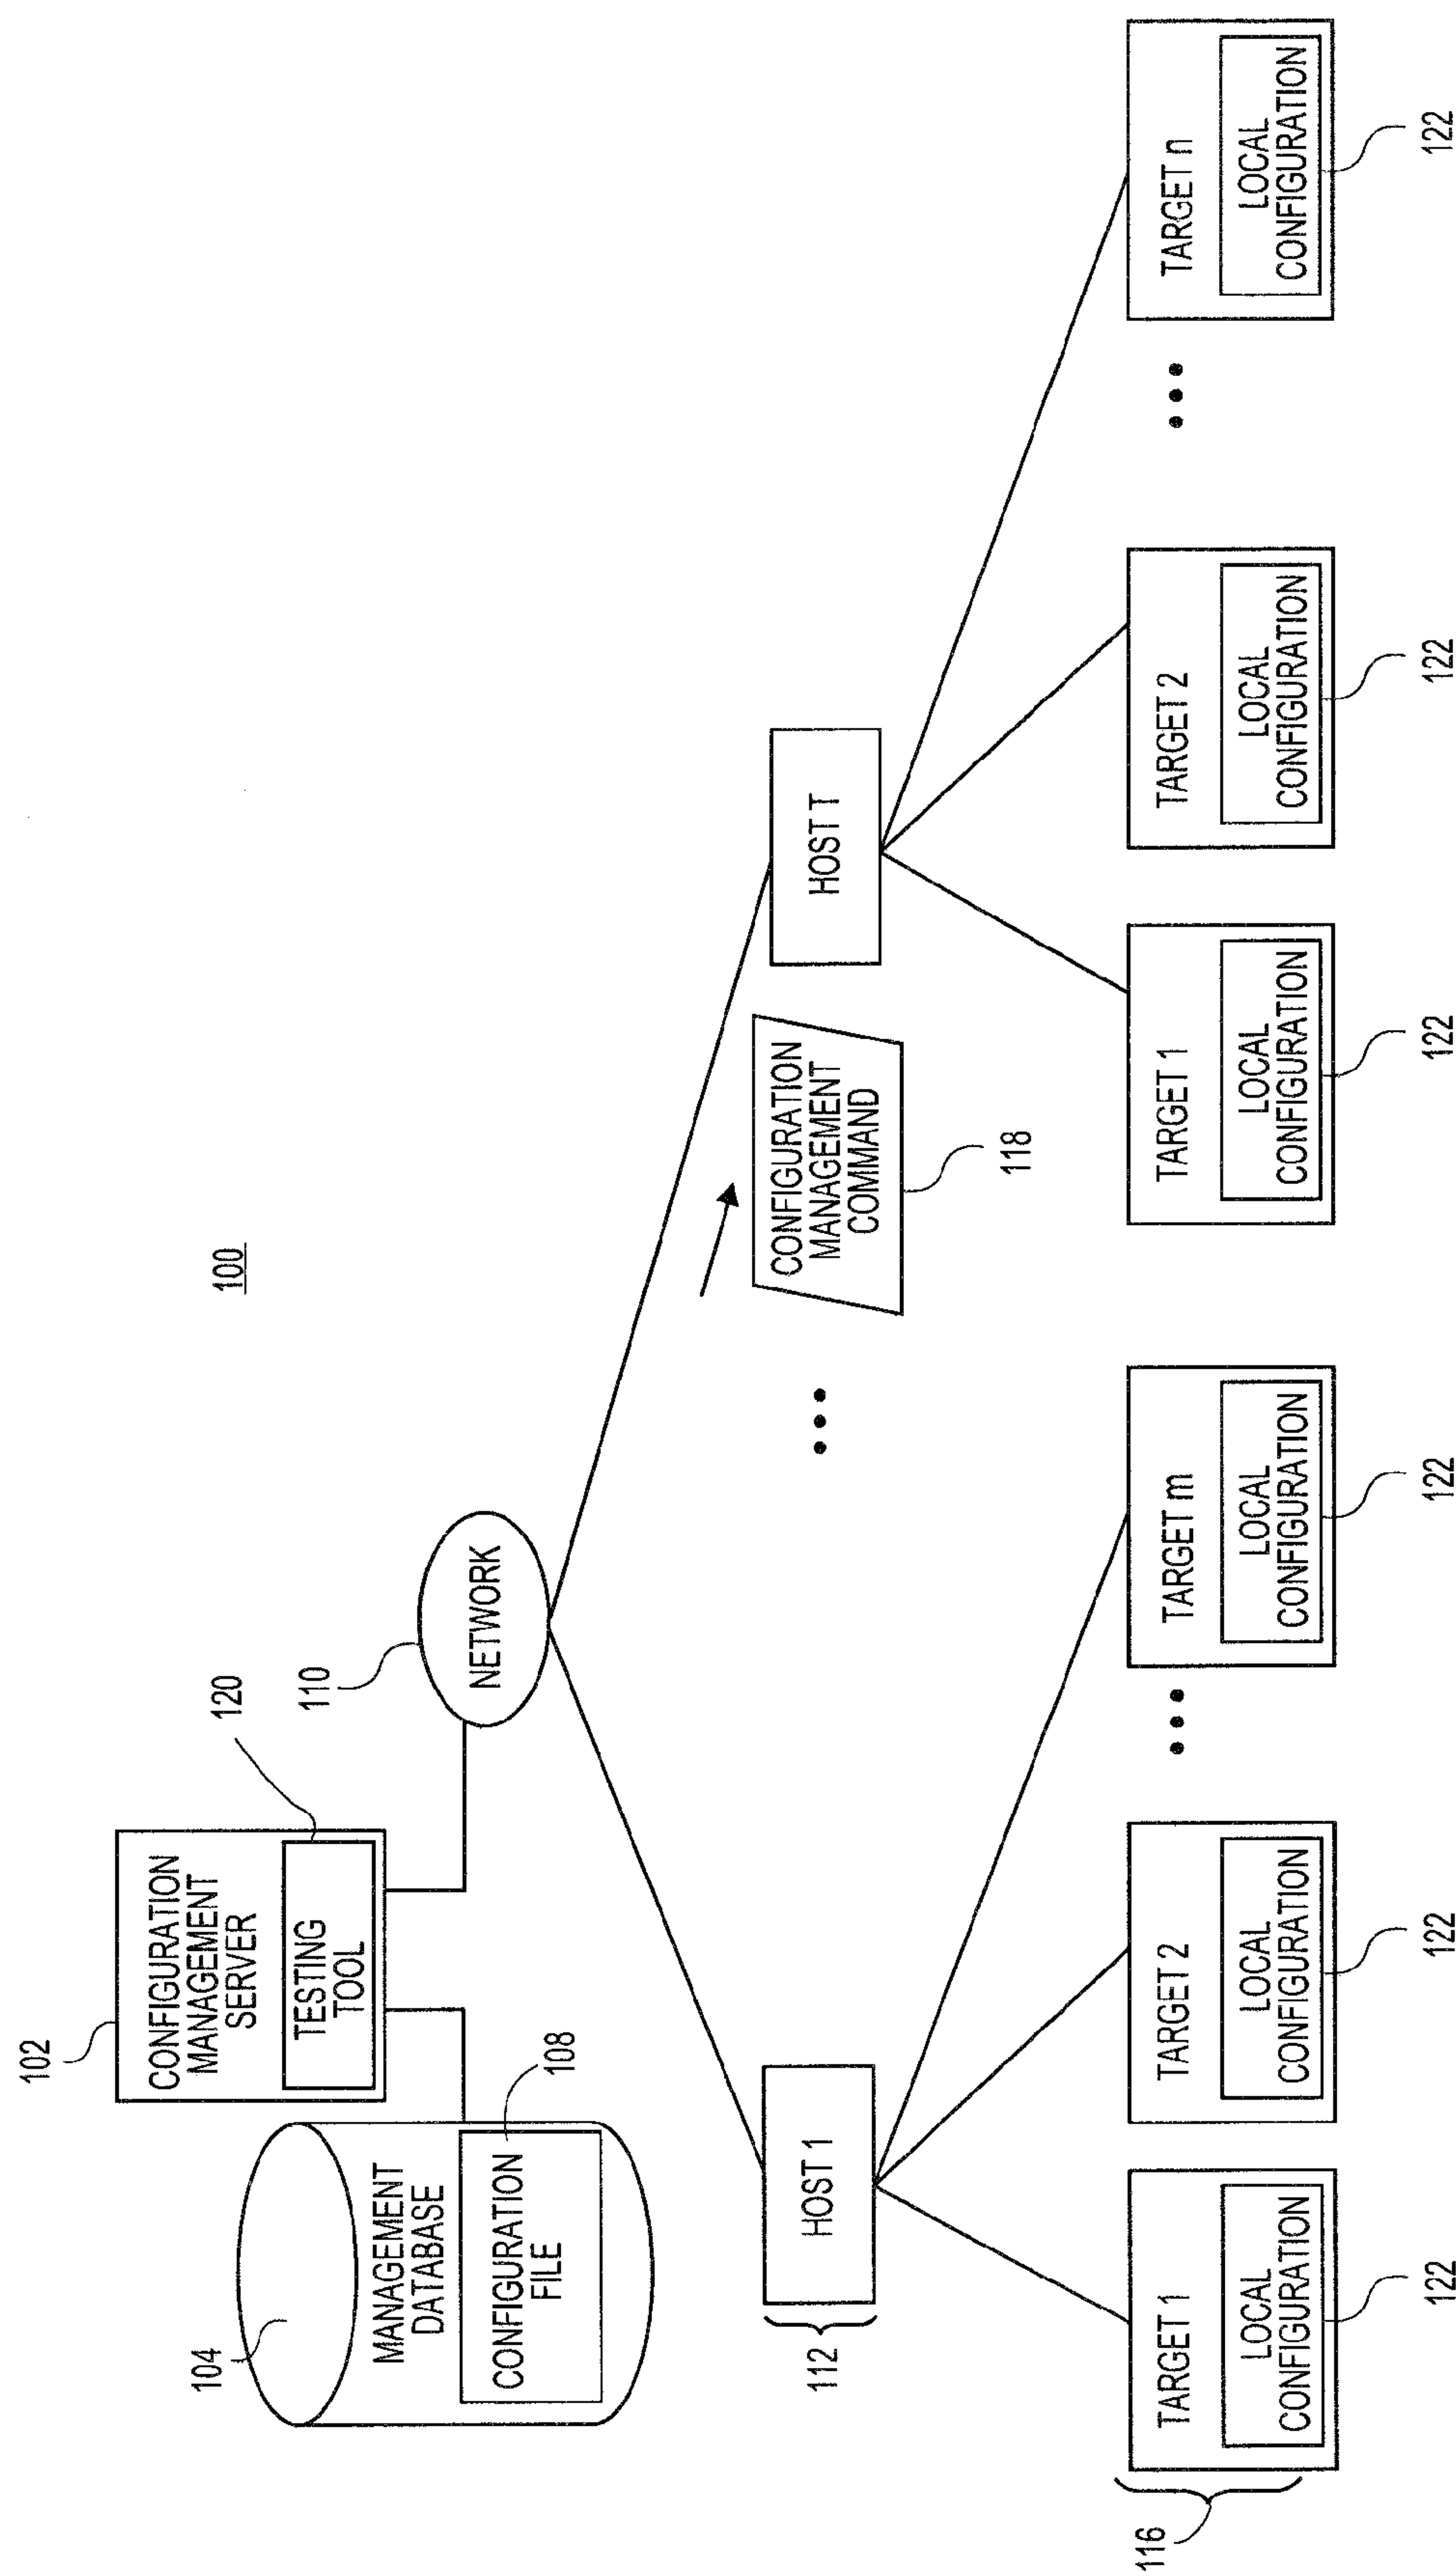 100
102
CONFIGURATION
MANAGEMENT
SERVER
TESTING
TOOL
120
104
MANAGEMENT
DATABASE
CONFIGURATION
FILE
108
110
NETWORK
112
HOST 1
HOST T
CONFIGURATION
MANAGEMENT
COMMAND
118
116
TARGET 1
LOCAL
CONFIGURATION
122
TARGET 2
LOCAL
CONFIGURATION
122
TARGET m
LOCAL
CONFIGURATION
122
TARGET 1
LOCAL
CONFIGURATION
122
TARGET 2
LOCAL
CONFIGURATION
122
TARGET n
LOCAL
CONFIGURATION
122